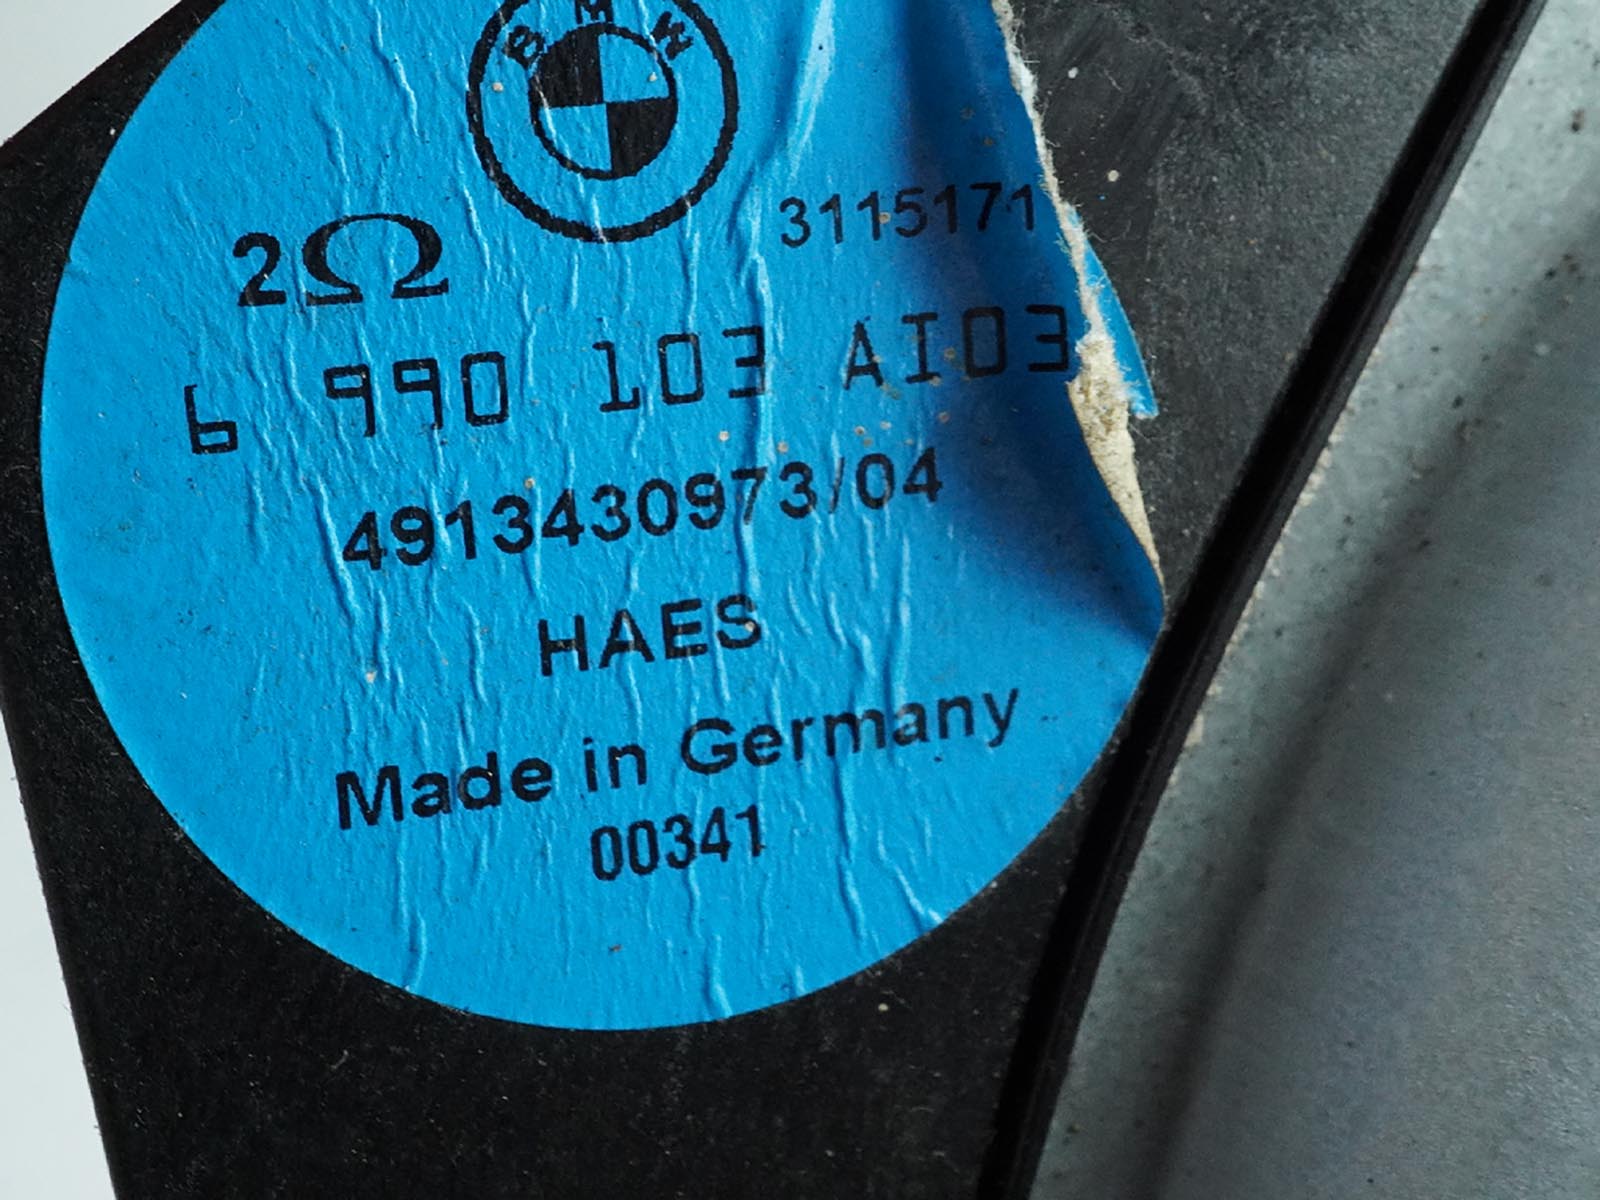 BMW
2Ω
3115171
6 990 103 AI03
4913430973/04
HAES
Made in Germany
00341